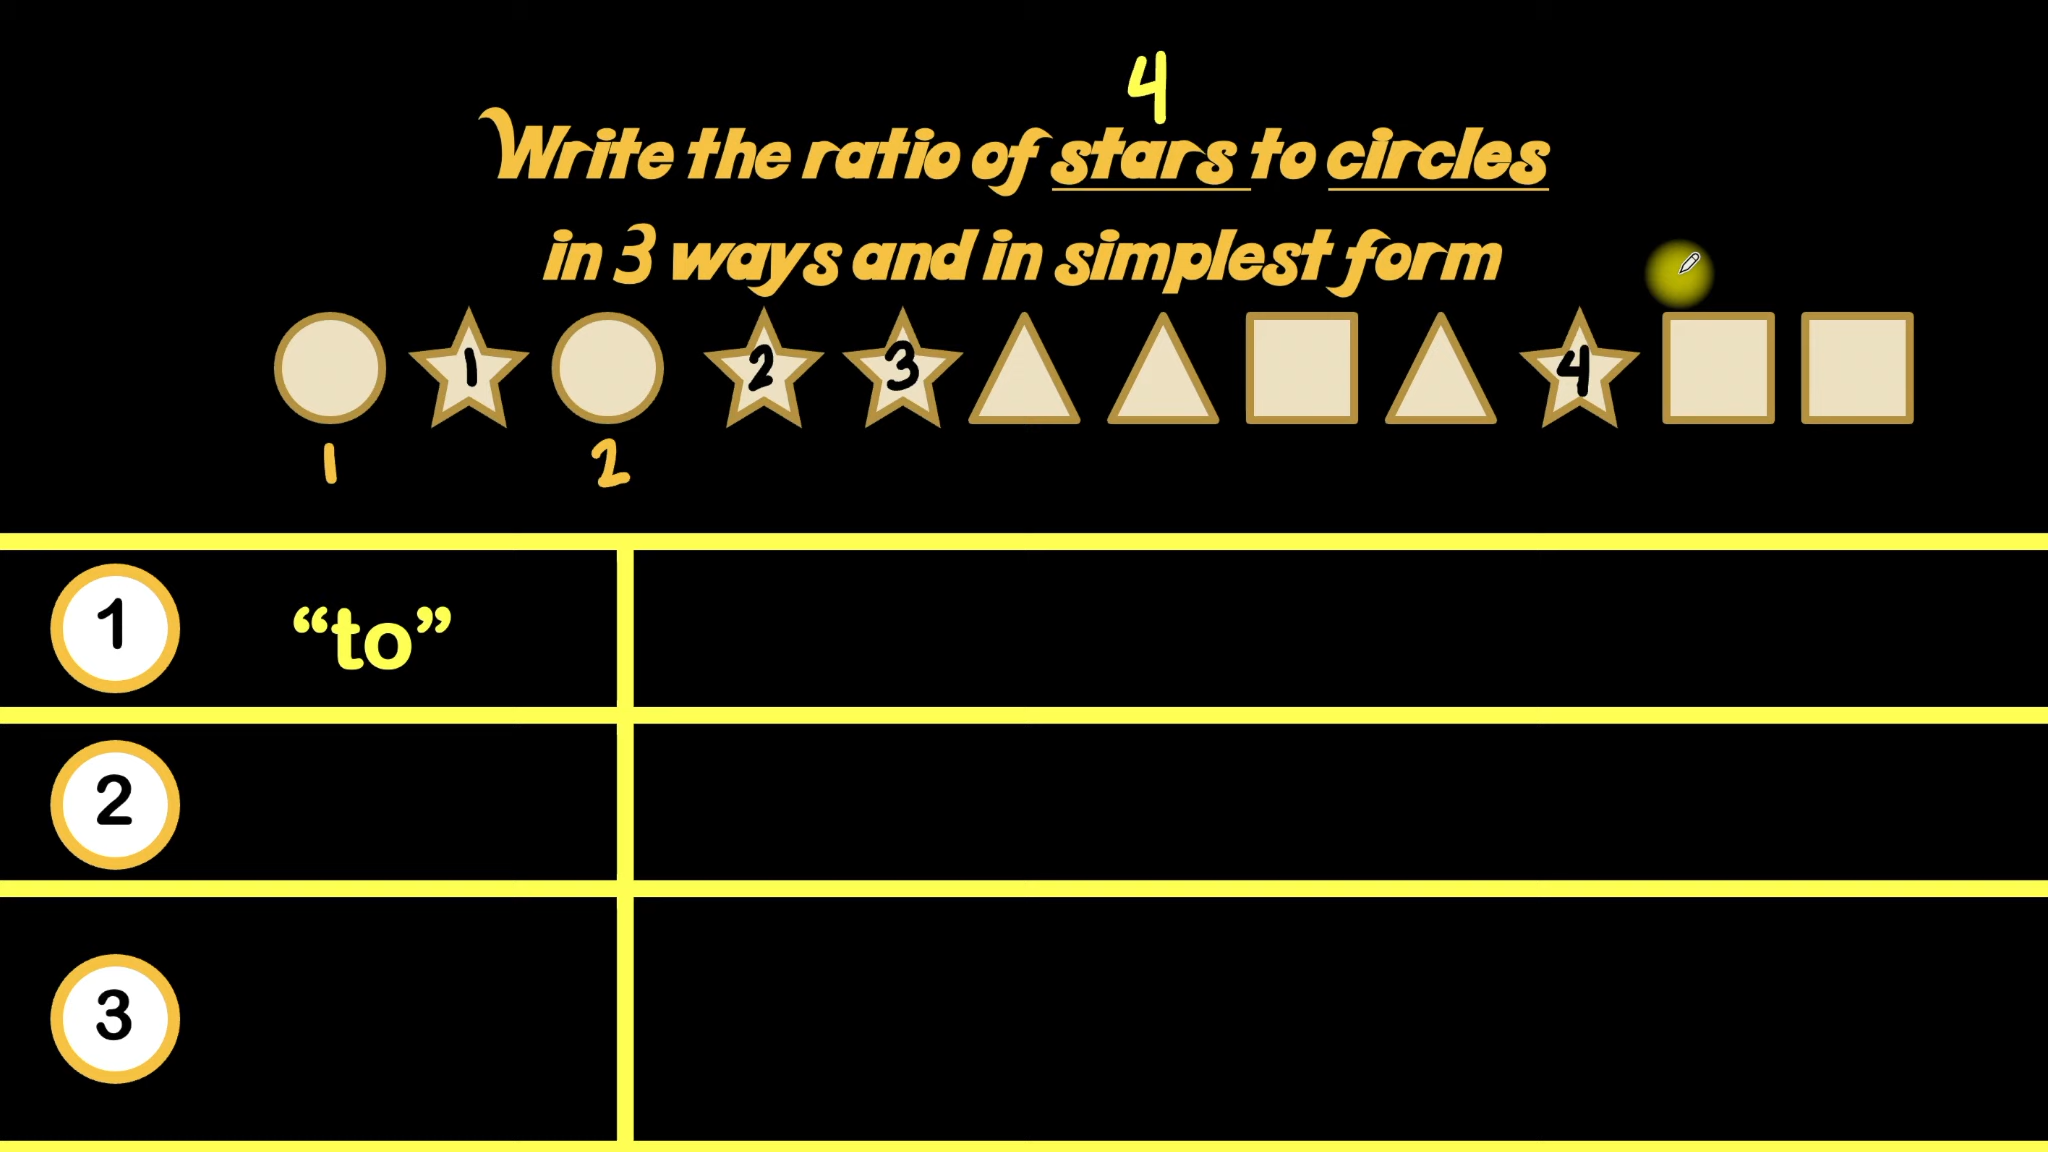 4
Write the ratio of stars to circles
in 3 ways and in simplest form
1 2 3 4
1 2
1 “to”
2
3